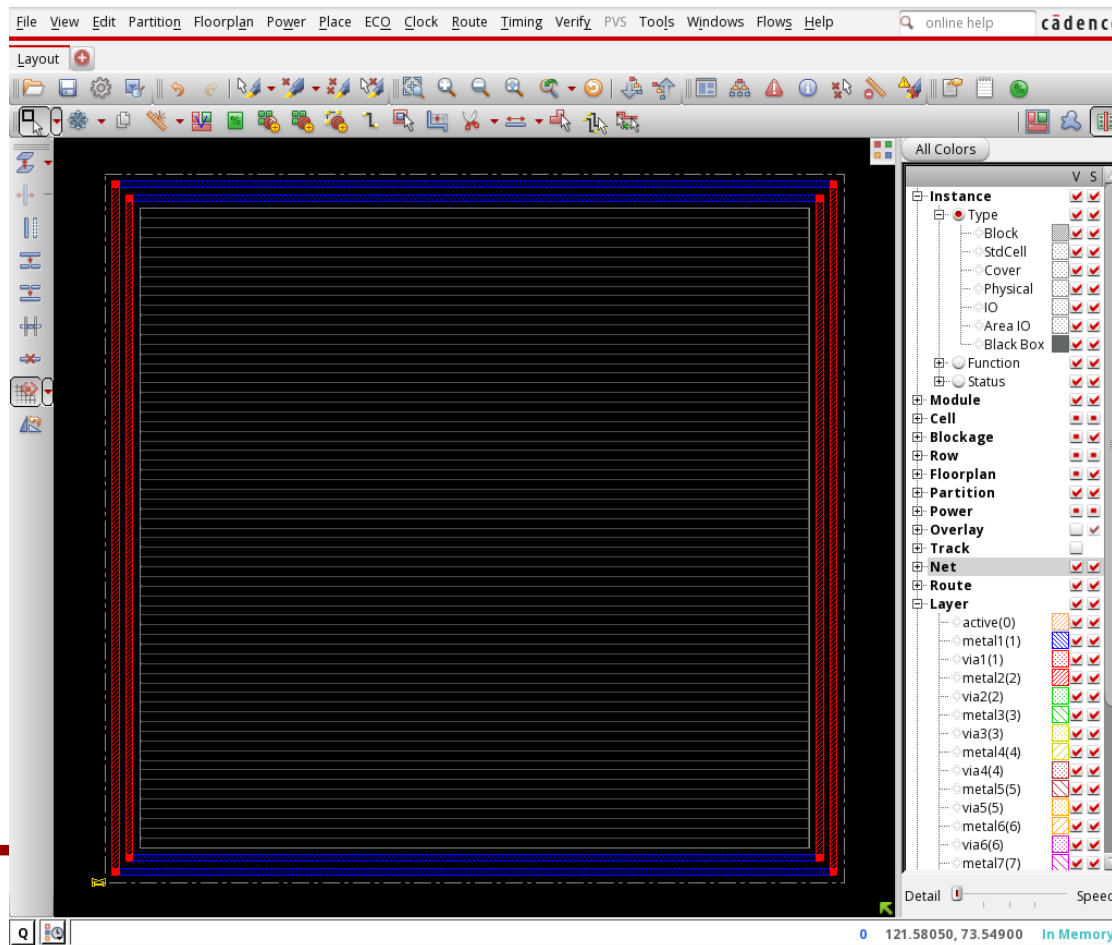 File View Edit Partition Floorplan Power Place ECO Clock Route Timing Verify PVS Tools Windows Flows Help online help cādence
Layout
All Colors
V S
Instance
Type
Block
StdCell
Cover
Physical
IO
Area IO
Black Box
Function
Status
Module
Cell
Blockage
Row
Floorplan
Partition
Power
Overlay
Track
Net
Route
Layer
active(0)
metal1(1)
via1(1)
metal2(2)
via2(2)
metal3(3)
via3(3)
metal4(4)
via4(4)
metal5(5)
via5(5)
metal6(6)
via6(6)
metal7(7)
Detail Speed
Q 0 121.58050, 73.54900 In Memory